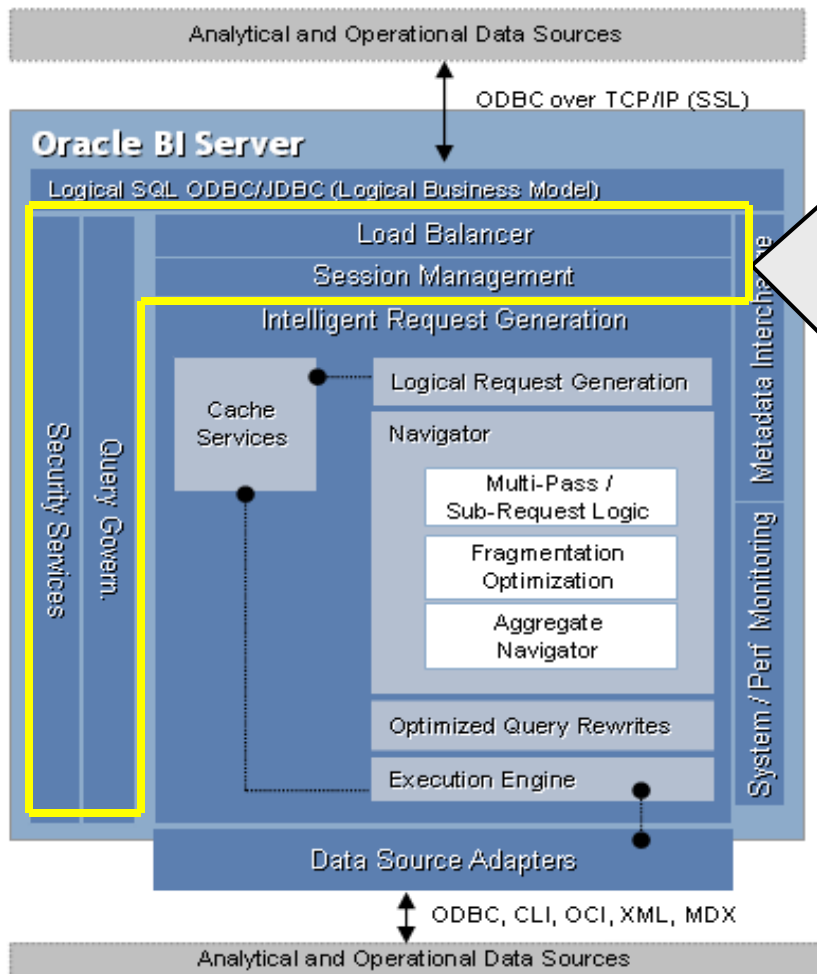 Analytical and Operational Data Sources
ODBC over TCP/IP (SSL)
Oracle BI Server
Logical SQL ODBC/JDBC (Logical Business Model)
Load Balancer
Session Management
Intelligent Request Generation
Security Services
Query Govern.
Cache
Services
Logical Request Generation
Navigator
Multi-Pass /
Sub-Request Logic
Fragmentation
Optimization
Aggregate
Navigator
Optimized Query Rewrites
Execution Engine
Metadata Interchange
System / Perf Monitoring
Data Source Adapters
ODBC, CLI, OCI, XML, MDX
Analytical and Operational Data Sources